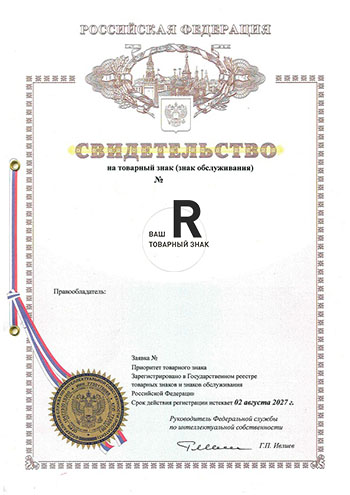 РОССИЙСКАЯ ФЕДЕРАЦИЯ
СВИДЕТЕЛЬСТВО
на товарный знак (знак обслуживания)
№
ВАШ R
ТОВАРНЫЙ ЗНАК
Правообладатель:
Заявка №
Приоритет товарного знака
Зарегистрировано в Государственном реестре
товарных знаков и знаков обслуживания
Российской Федерации
Срок действия регистрации истекает 02 августа 2027 г.
Руководитель Федеральной службы
по интеллектуальной собственности
Г.П. Ивлиев